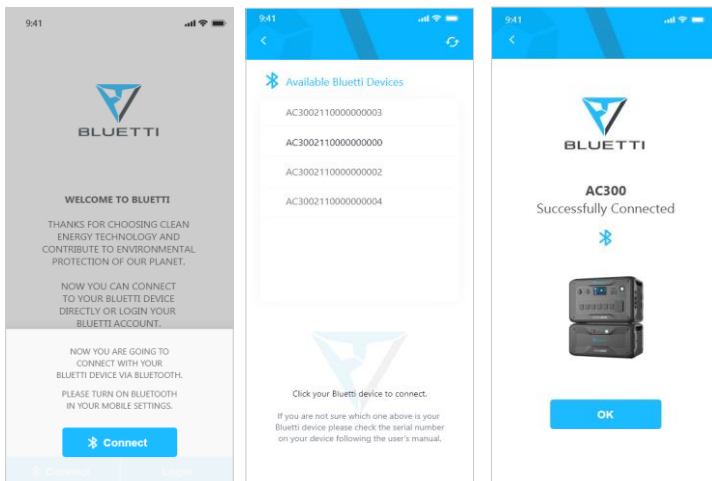 9:41
BLUETTI
WELCOME TO BLUETTI
THANKS FOR CHOOSING CLEAN
ENERGY TECHNOLOGY AND
CONTRIBUTE TO ENVIRONMENTAL
PROTECTION OF OUR PLANET.
NOW YOU CAN CONNECT
TO YOUR BLUETTI DEVICE
DIRECTLY OR LOGIN YOUR
BLUETTI ACCOUNT.
NOW YOU ARE GOING TO
CONNECT WITH YOUR
BLUETTI DEVICE VIA BLUETOOTH.
PLEASE TURN ON BLUETOOTH
IN YOUR MOBILE SETTINGS.
Connect
Connect
Login
9:41
Available Bluetti Devices
AC3002110000000003
AC3002110000000000
AC3002110000000002
AC3002110000000004
Click your Bluetti device to connect.
If you are not sure which one above is your
Bluetti device please check the serial number
on your device following the user's manual.
9:41
BLUETTI
AC300
Successfully Connected
OK